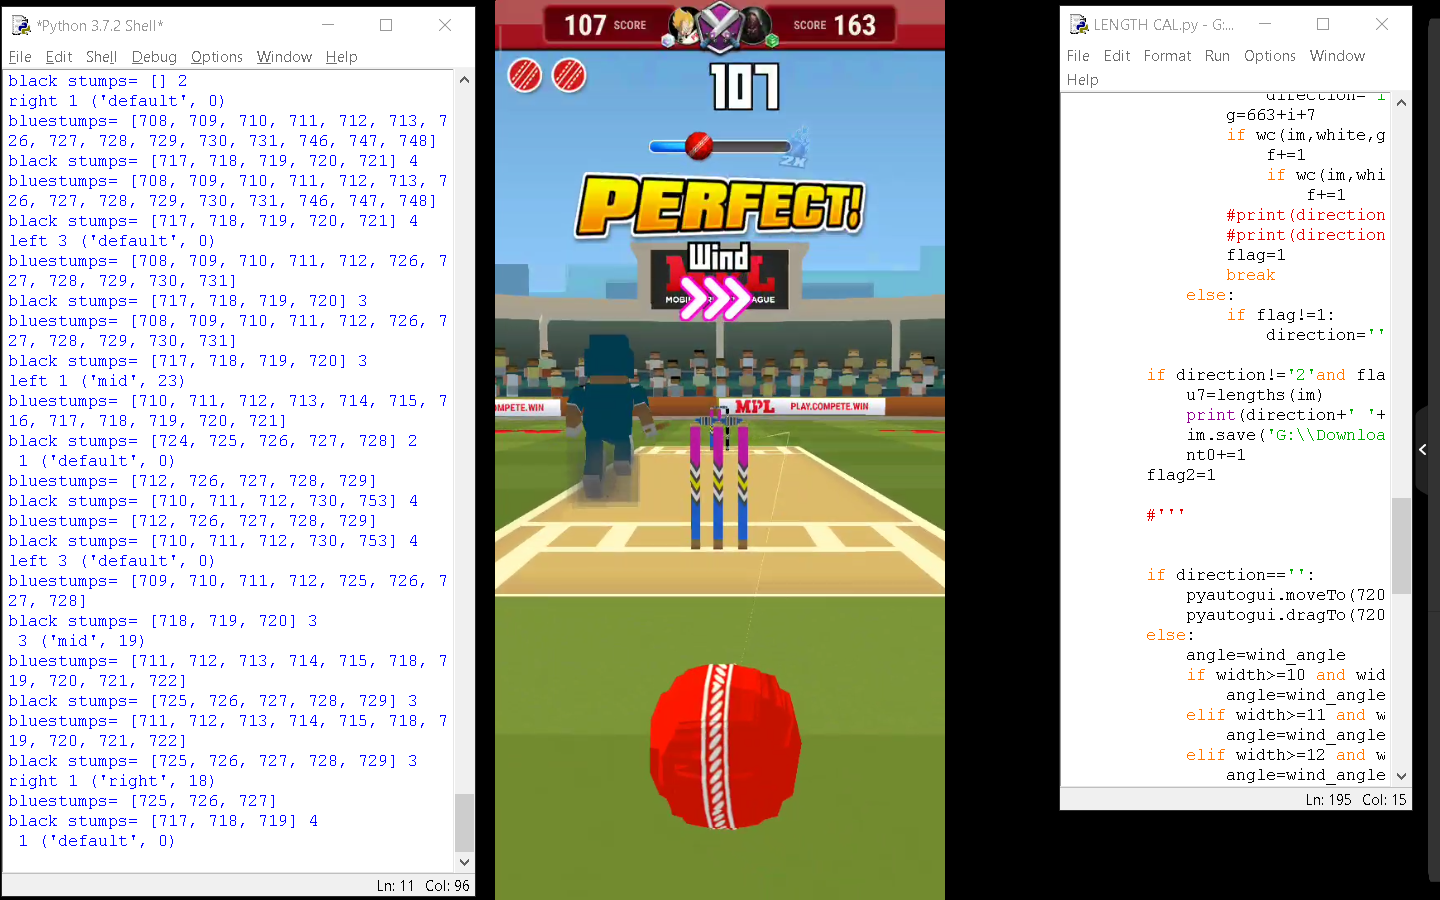 *Python 3.7.2 Shell*
File Edit Shell Debug Options Window Help
black stumps= [] 2
right 1 ('default', 0)
bluestumps= [708, 709, 710, 711, 712, 713, 7
26, 727, 728, 729, 730, 731, 746, 747, 748]
black stumps= [717, 718, 719, 720, 721] 4
bluestumps= [708, 709, 710, 711, 712, 713, 7
26, 727, 728, 729, 730, 731, 746, 747, 748]
black stumps= [717, 718, 719, 720, 721] 4
left 3 ('default', 0)
bluestumps= [708, 709, 710, 711, 712, 726, 7
27, 728, 729, 730, 731]
black stumps= [717, 718, 719, 720] 3
bluestumps= [708, 709, 710, 711, 712, 726, 7
27, 728, 729, 730, 731]
black stumps= [717, 718, 719, 720] 3
left 1 ('mid', 23)
bluestumps= [710, 711, 712, 713, 714, 715, 7
16, 717, 718, 719, 720, 721]
black stumps= [724, 725, 726, 727, 728] 2
1 ('default', 0)
bluestumps= [712, 726, 727, 728, 729]
black stumps= [710, 711, 712, 730, 753] 4
bluestumps= [712, 726, 727, 728, 729]
black stumps= [710, 711, 712, 730, 753] 4
left 3 ('default', 0)
bluestumps= [709, 710, 711, 712, 725, 726, 7
27, 728]
black stumps= [718, 719, 720] 3
3 ('mid', 19)
bluestumps= [711, 712, 713, 714, 715, 718, 7
19, 720, 721, 722]
black stumps= [725, 726, 727, 728, 729] 3
bluestumps= [711, 712, 713, 714, 715, 718, 7
19, 720, 721, 722]
black stumps= [725, 726, 727, 728, 729] 3
right 1 ('right', 18)
bluestumps= [725, 726, 727]
black stumps= [717, 718, 719] 4
1 ('default', 0)
Ln: 11 Col: 96
107 SCORE SCORE 163
107
2X
PERFECT!
Wind
MPL
COMPETE.WIN MPL PLAY.COMPETE.WIN
LENGTH CAL.py - G:...
File Edit Format Run Options Window
Help
direction='i
g=663+i+7
if wc(im,white,g
f+=1
if wc(im,whi
f+=1
#print(direction
#print(direction
flag=1
break
else:
if flag!=1:
direction=''
if direction!='2'and fla
u7=lengths(im)
print(direction+' '+
im.save('G:\\Downloa
nt0+=1
flag2=1
#'''
if direction=='':
pyautogui.moveTo(720
pyautogui.dragTo(720
else:
angle=wind_angle
if width>=10 and wid
angle=wind_angle
elif width>=11 and w
angle=wind_angle
elif width>=12 and w
angle=wind_angle
Ln: 195 Col: 15